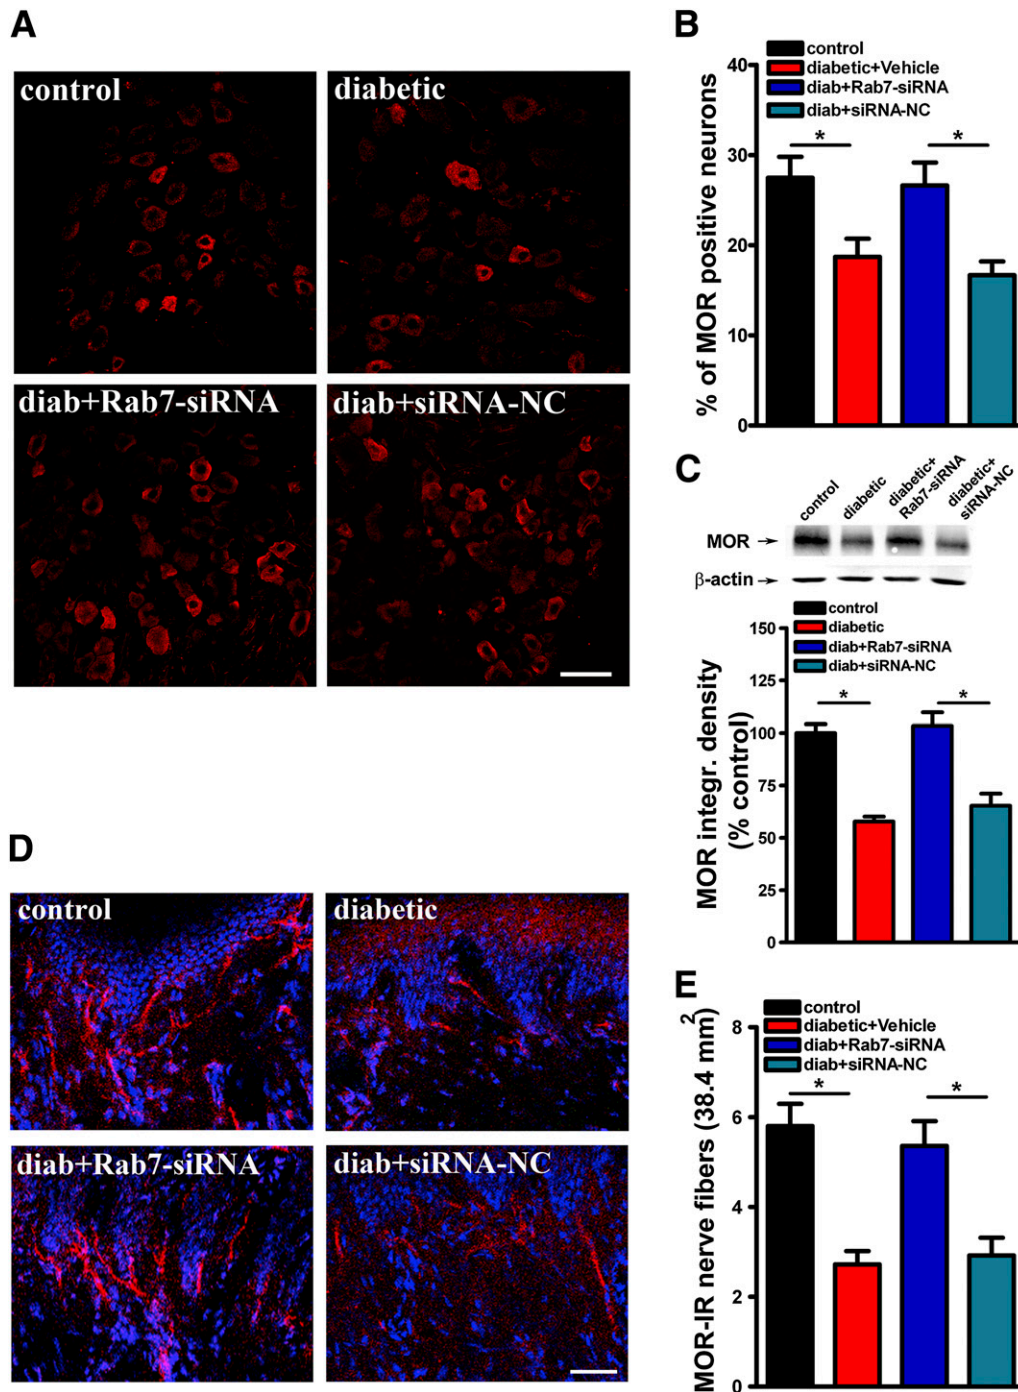 A
control
diabetic
diab+Rab7-siRNA
diab+siRNA-NC
B
control
diabetic+Vehicle
diab+Rab7-siRNA
diab+siRNA-NC
% of MOR positive neurons
40
30
20
10
0
*
*
C
control
diabetic
diabetic+
Rab7-siRNA
diabetic+
siRNA-NC
MOR
β-actin
control
diabetic
diab+Rab7-siRNA
diab+siRNA-NC
MOR integr. density
(% control)
150
125
100
75
50
25
0
*
*
D
control
diabetic
diab+Rab7-siRNA
diab+siRNA-NC
E
control
diabetic+Vehicle
diab+Rab7-siRNA
diab+siRNA-NC
MOR-IR nerve fibers (38.4 mm²
8
6
4
2
0
*
*